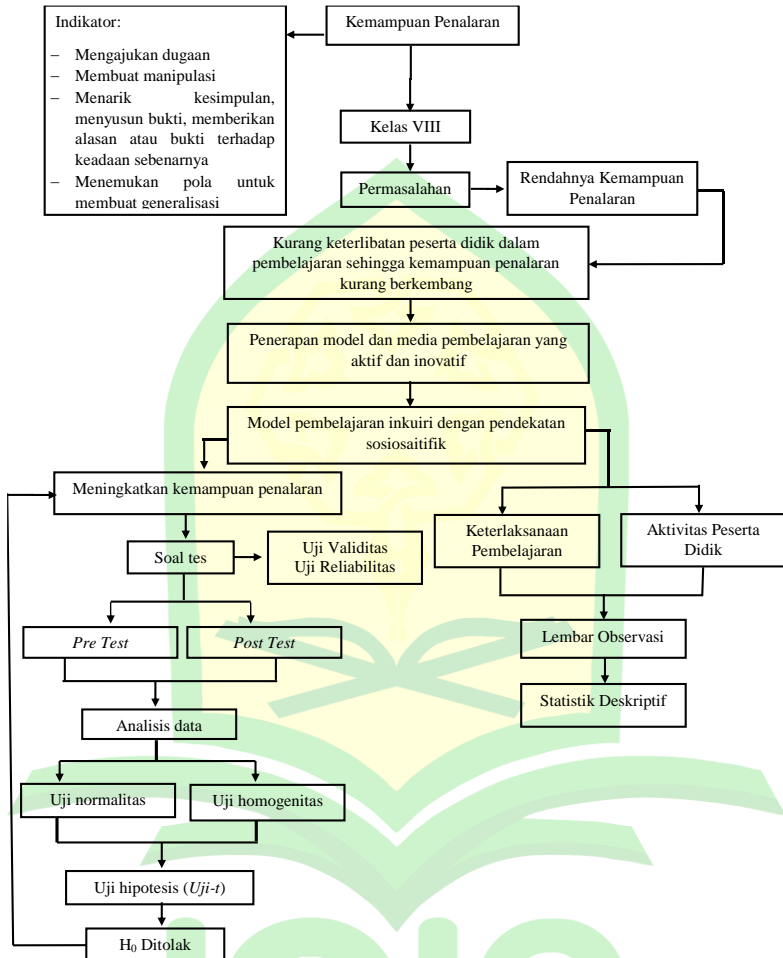 Indikator:
– Mengajukan dugaan
– Membuat manipulasi
– Menarik kesimpulan,
menyusun bukti, memberikan
alasan atau bukti terhadap
keadaan sebenarnya
– Menemukan pola untuk
membuat generalisasi
Kemampuan Penalaran
Kelas VIII
Permasalahan
Rendahnya Kemampuan
Penalaran
Kurang keterlibatan peserta didik dalam
pembelajaran sehingga kemampuan penalaran
kurang berkembang
Penerapan model dan media pembelajaran yang
aktif dan inovatif
Model pembelajaran inkuiri dengan pendekatan
sosiosaitifik
Meningkatkan kemampuan penalaran
Soal tes
Uji Validitas
Uji Reliabilitas
Pre Test
Post Test
Analisis data
Uji normalitas
Uji homogenitas
Uji hipotesis (Uji-t)
H₀ Ditolak
Keterlaksanaan
Pembelajaran
Aktivitas Peserta
Didik
Lembar Observasi
Statistik Deskriptif